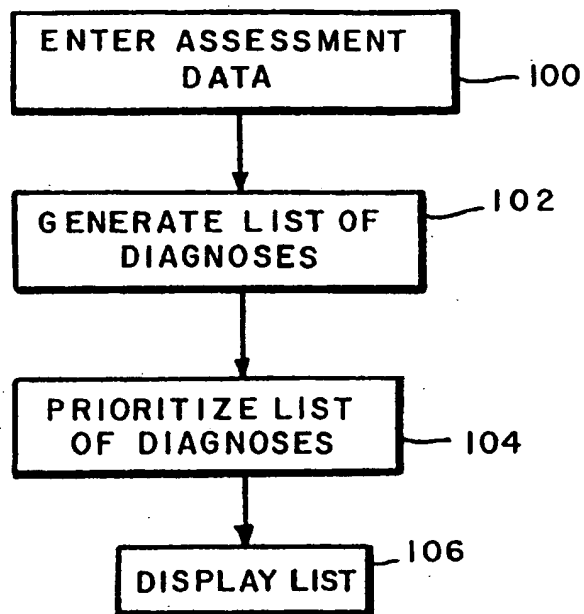 ENTER ASSESSMENT
DATA
100
GENERATE LIST OF
DIAGNOSES
102
PRIORITIZE LIST
OF DIAGNOSES
104
DISPLAY LIST
106